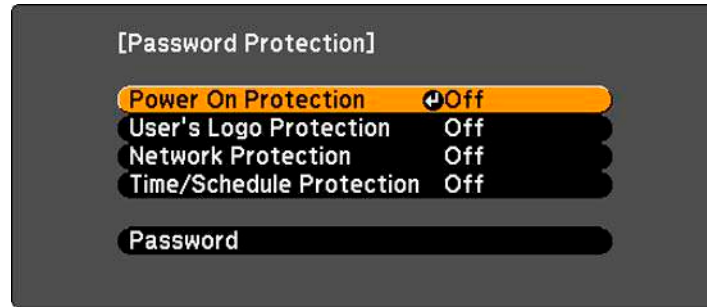 [Password Protection]
Power On Protection Off
User's Logo Protection Off
Network Protection Off
Time/Schedule Protection Off
Password